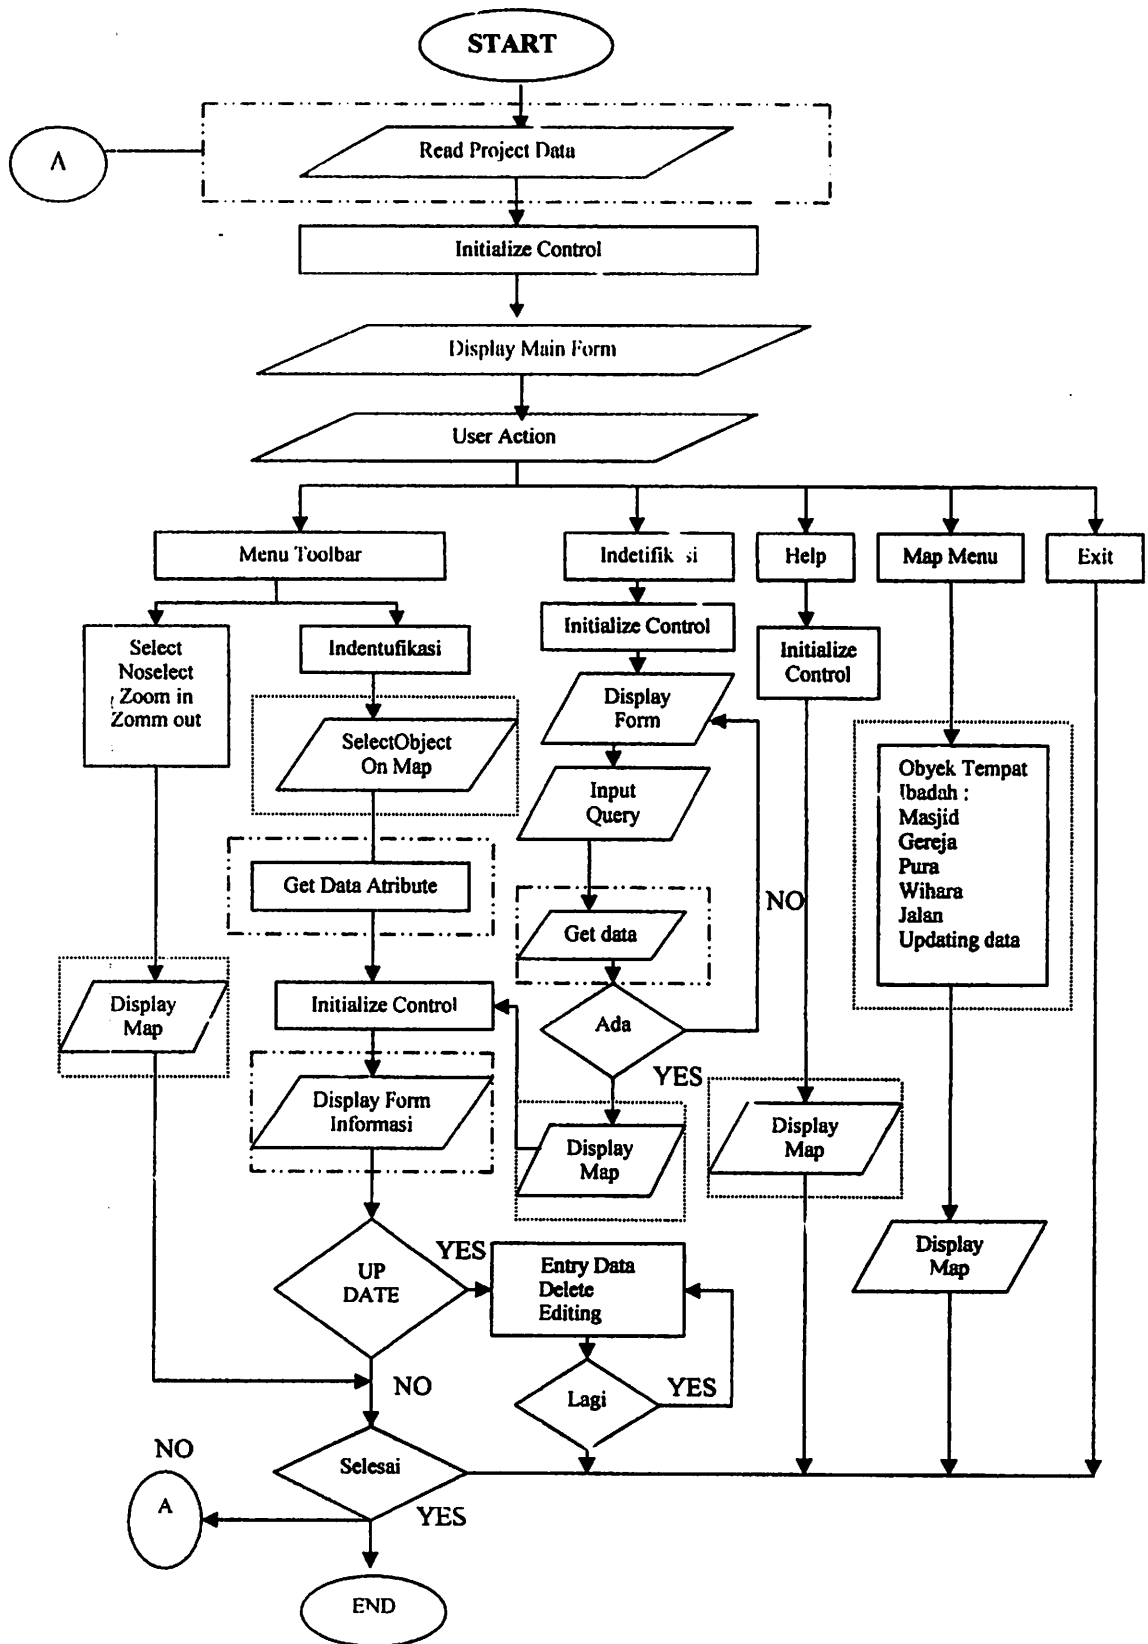 START
A
Read Project Data
Initialize Control
Display Main Form
User Action
Menu Toolbar
Help
Map Menu
Exit
Select
Noselect
Zoom in
Zomm out
Indentufikasi
Initialize Control
Initialize
Control
SelectObject
On Map
Display
Form
Input
Query
Obyek Tempat
Ibadah :
Masjid
Gereja
Pura
Wihara
Jalan
Updating data
Get Data Atribute
NO
Get data
Display
Map
Initialize Control
Ada
YES
Display Form
Informasi
Display
Map
Display
Map
Display
Map
UP
DATE
YES
Entry Data
Delete
Editing
NO
Lagi
YES
NO
Selesai
A
YES
END